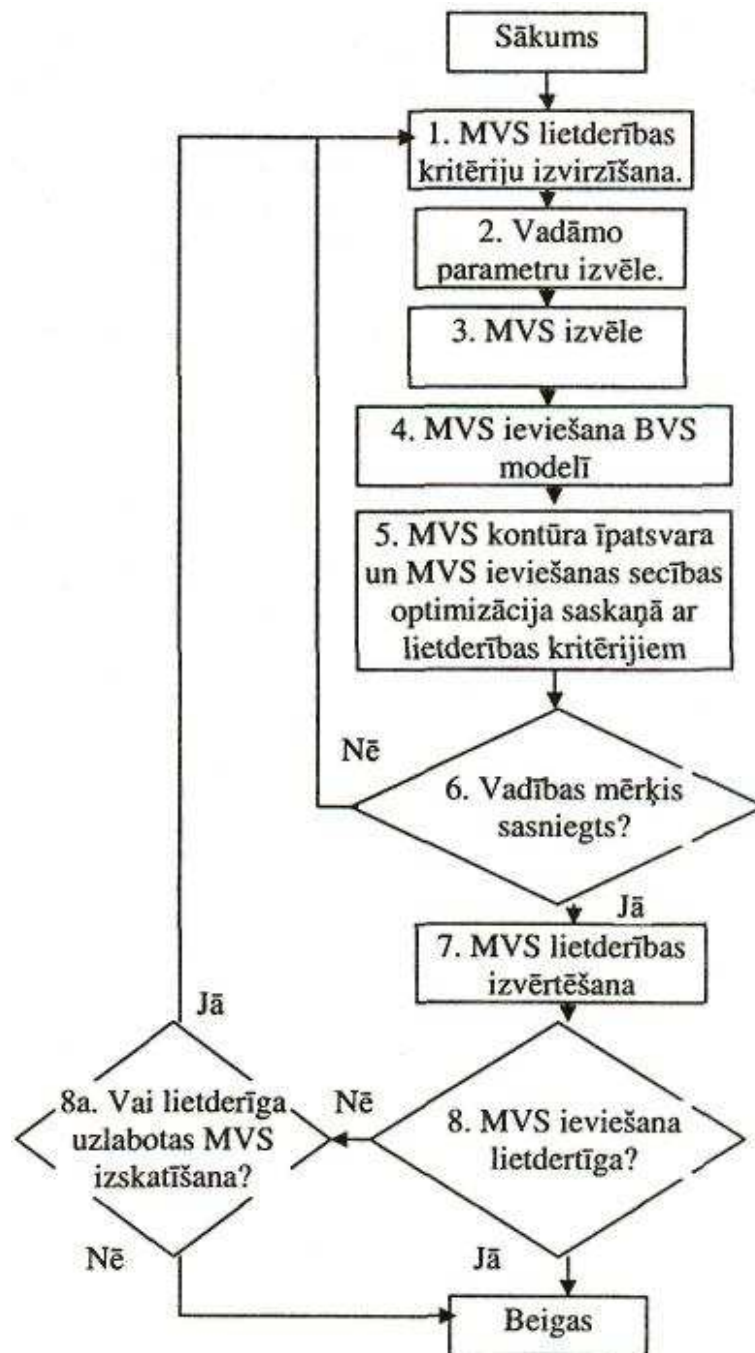 Sākums
1. MVS lietderības
kritēriju izvirzīšana.
2. Vadāmo
parametru izvēle.
3. MVS izvēle
4. MVS ieviešana BVS
modelī
5. MVS kontūra īpatsvara
un MVS ieviešanas secības
optimizācija saskaņā ar
lietderības kritērijiem
Nē
6. Vadības mērķis
sasniegts?
Jā
7. MVS lietderības
izvērtēšana
Jā
8a. Vai lietderīga
uzlabotas MVS
izskatīšana?
Nē
8. MVS ieviešana
lietdertīga?
Nē
Jā
Beigas